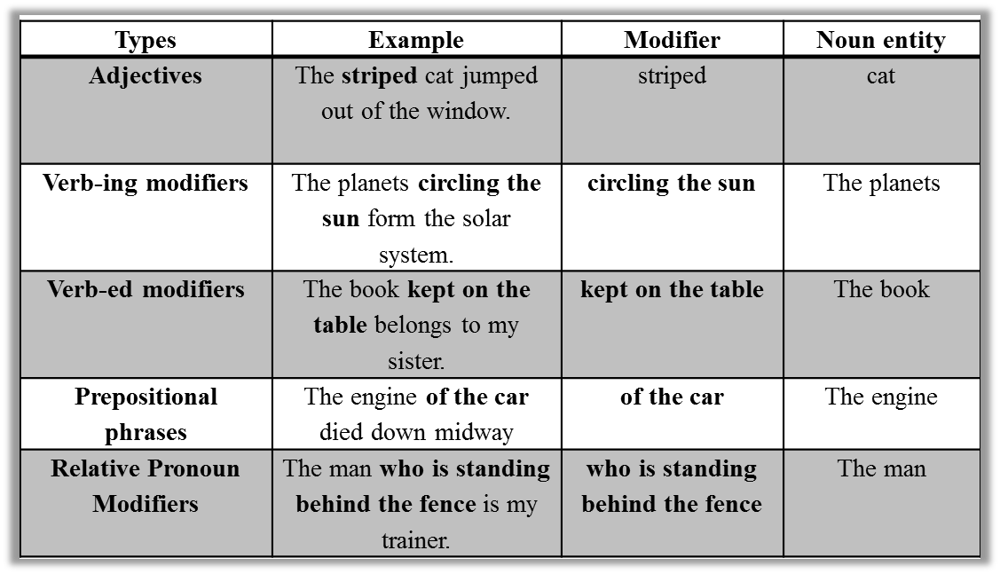 Types Example Modifier Noun entity
Adjectives The striped cat jumped striped cat
out of the window.
Verb-ing modifiers The planets circling the circling the sun The planets
sun form the solar
system.
Verb-ed modifiers The book kept on the kept on the table The book
table belongs to my
sister.
Prepositional The engine of the car of the car The engine
phrases died down midway
Relative Pronoun The man who is standing who is standing The man
Modifiers behind the fence is my behind the fence
trainer.